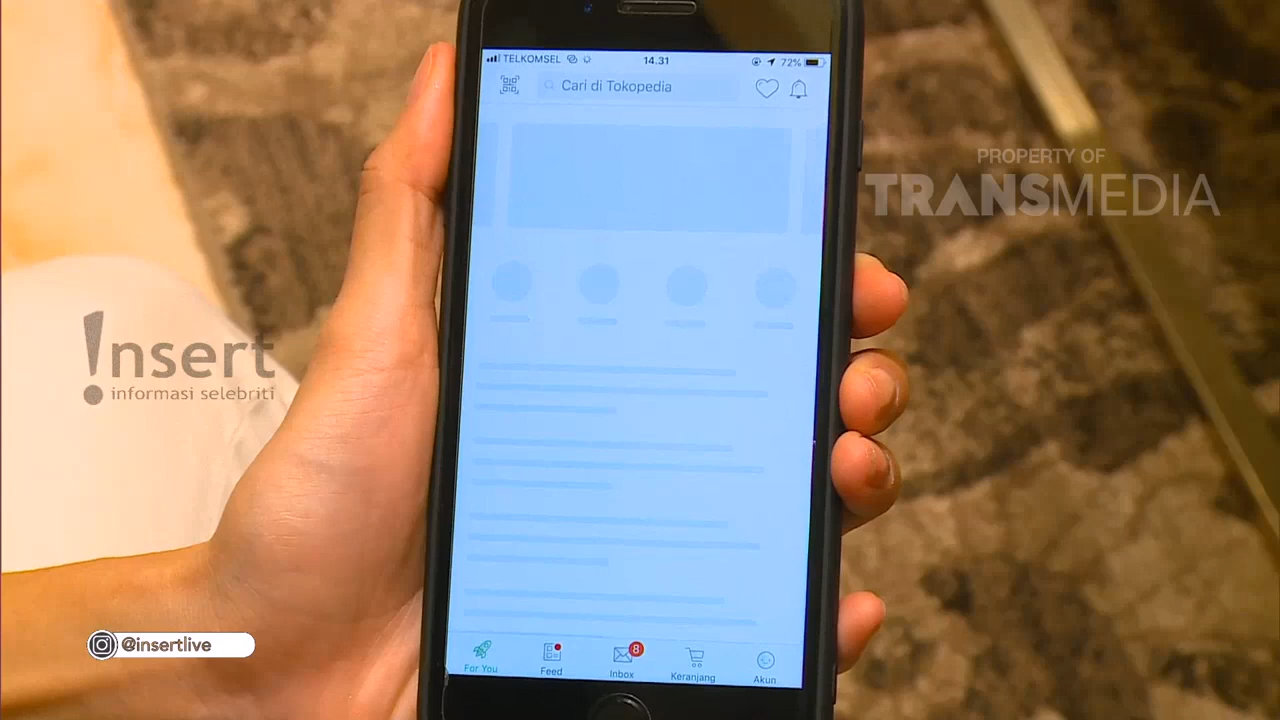 TELKOMSEL
14.31
72%
Cari di Tokopedia
PROPERTY OF
TRANSMEDIA
!nsert
informasi selebriti
@insertlive
8
For You
Feed
Inbox
Keranjang
Akun